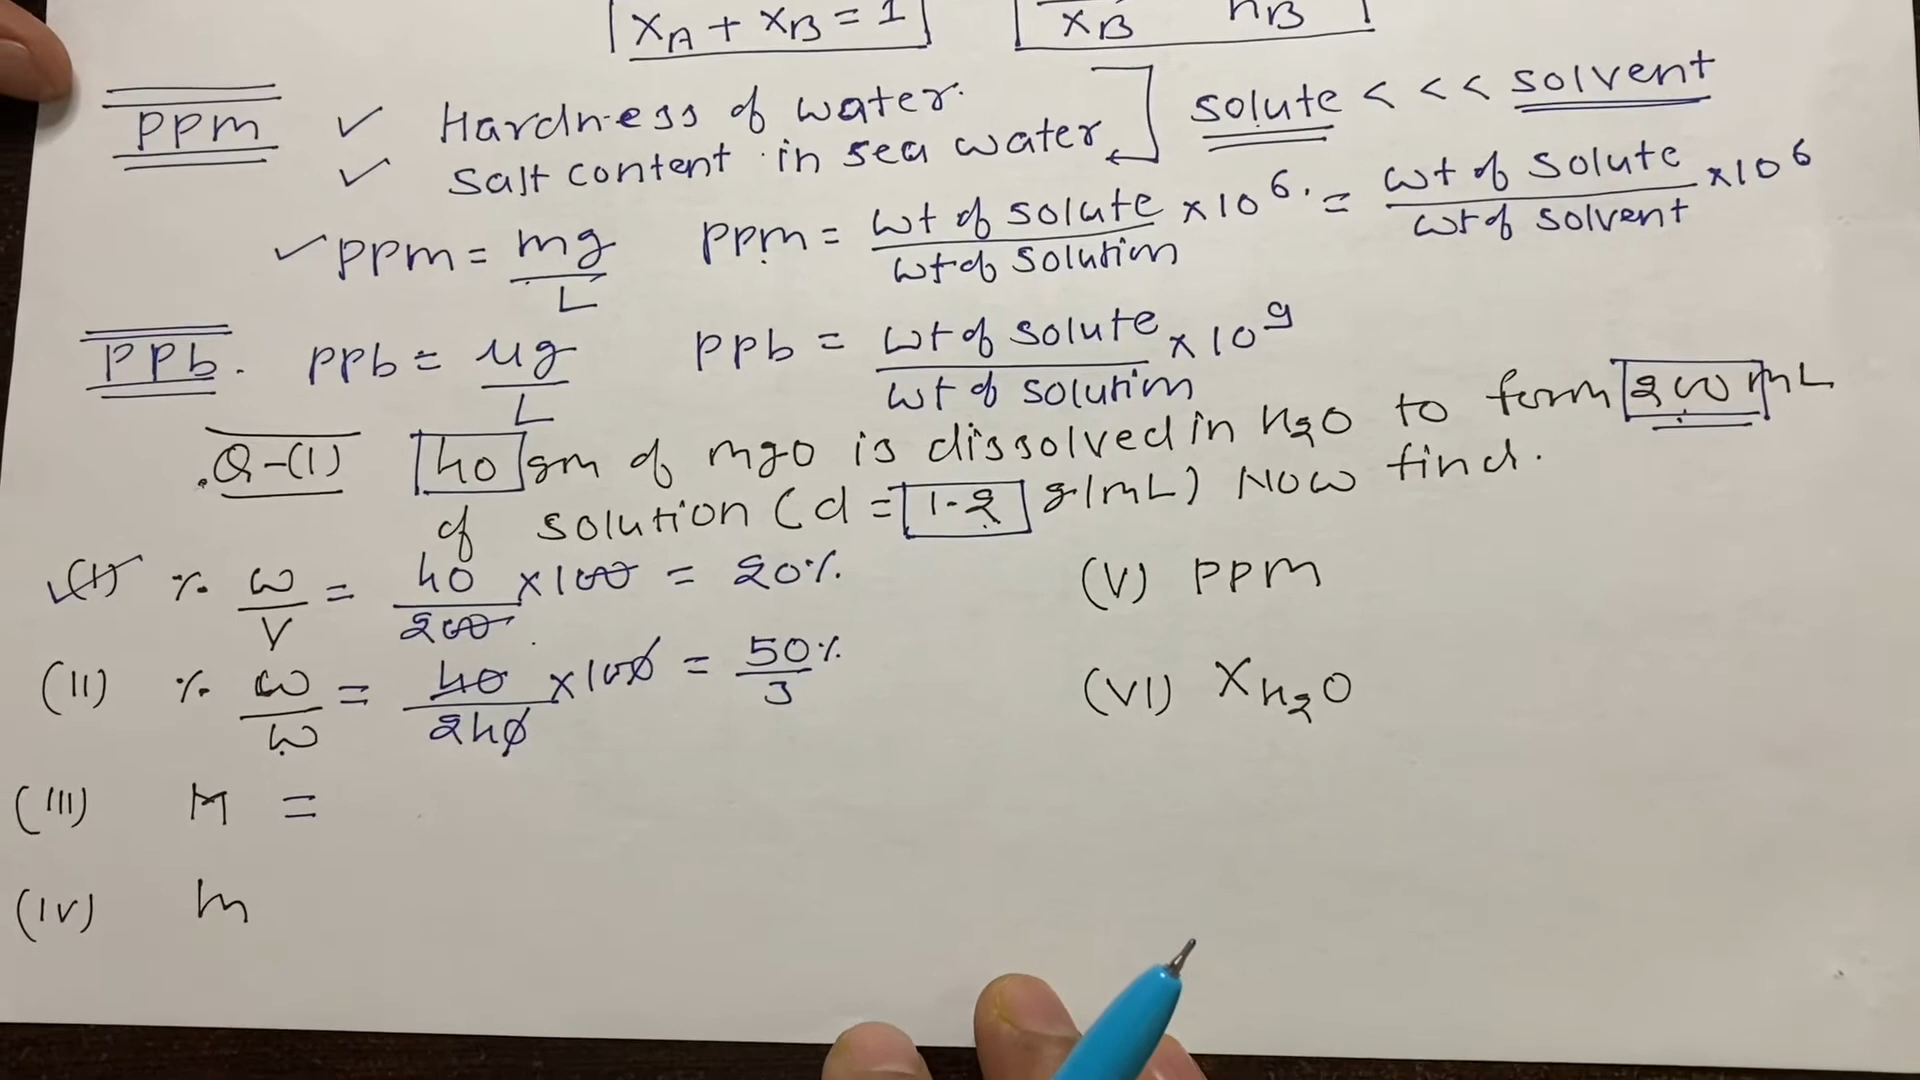 xA + xB = 1   xB   nB
PPm ✓ Hardness of water.
✓ Salt content in sea water
solute < < < solvent
✓ PPm = mg/L   PPm = wt of solute/wt of solution × 10⁶ = wt of solute/wt of solvent × 10⁶
PPb. PPb = μg/L   PPb = wt of solute/wt of solution × 10⁹
Q-(1) 40 gm of mgo is dissolved in H₂O to form 200 mL
of solution (d = 1.2 g/mL) Now find.
(I) % w/v = 40/200 × 100 = 20%
(II) % w/w = 40/240 × 100 = 50/3 %
(III) M =
(IV) m
(V) PPm
(VI) XH₂O